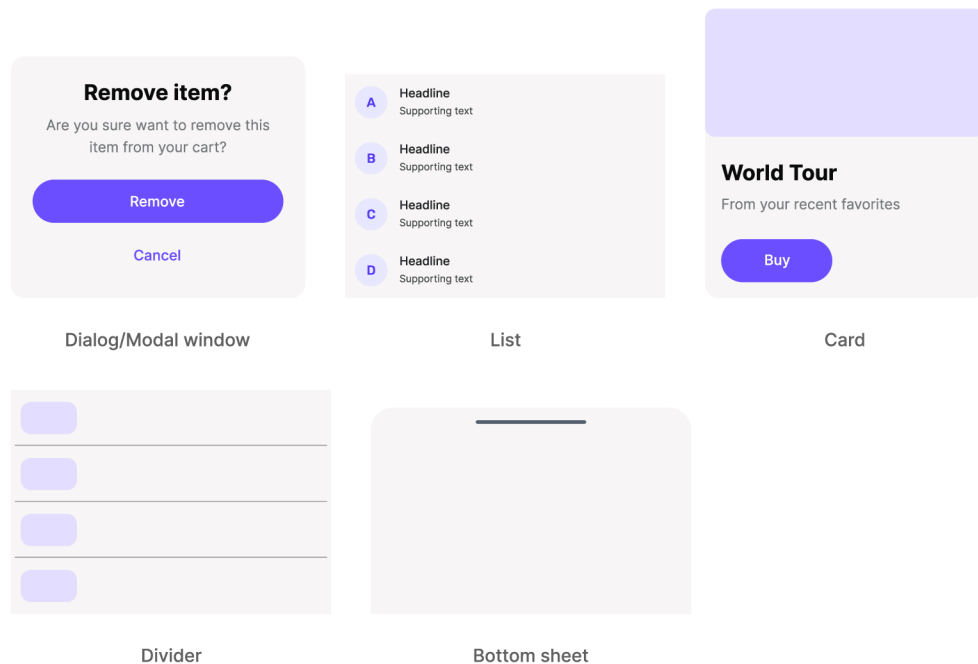 Remove item?
Are you sure want to remove this
item from your cart?
Remove
Cancel
Dialog/Modal window
A
Headline
Supporting text
B
Headline
Supporting text
C
Headline
Supporting text
D
Headline
Supporting text
List
World Tour
From your recent favorites
Buy
Card
Divider
Bottom sheet